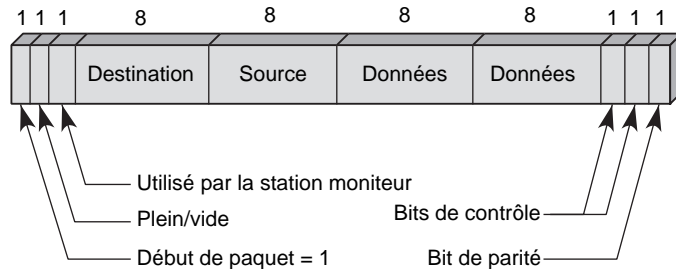 1 1 1 8 8 8 8 1 1 1
Destination Source Données Données
Utilisé par la station moniteur
Plein/vide Bits de contrôle
Début de paquet = 1 Bit de parité